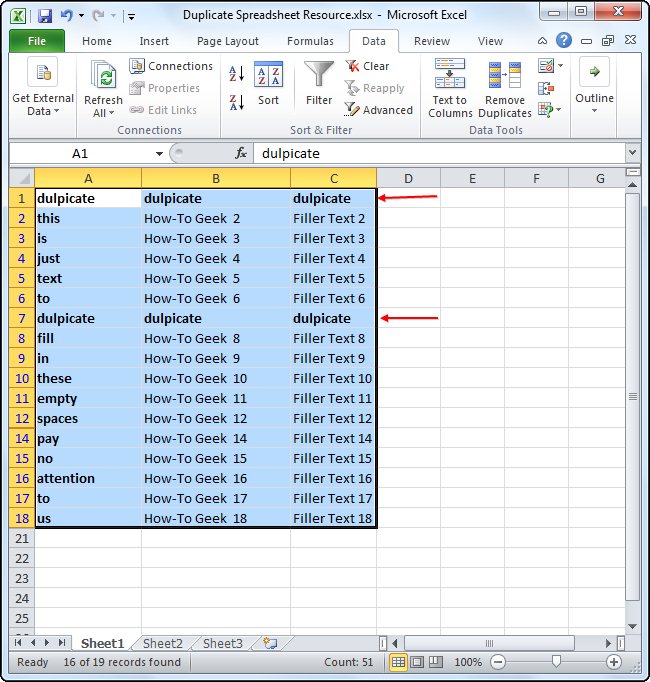 Duplicate Spreadsheet Resource.xlsx - Microsoft Excel
File Home Insert Page Layout Formulas Data Review View
Get External Data
Refresh All
Connections
Properties
Edit Links
Connections
Sort
Filter
Clear
Reapply
Advanced
Sort & Filter
Text to Columns
Remove Duplicates
Data Tools
Outline
A1 fx dulpicate
A B C D E F G
1 dulpicate dulpicate dulpicate
2 this How-To Geek 2 Filler Text 2
3 is How-To Geek 3 Filler Text 3
4 just How-To Geek 4 Filler Text 4
5 text How-To Geek 5 Filler Text 5
6 to How-To Geek 6 Filler Text 6
7 dulpicate dulpicate dulpicate
8 fill How-To Geek 8 Filler Text 8
9 in How-To Geek 9 Filler Text 9
10 these How-To Geek 10 Filler Text 10
11 empty How-To Geek 11 Filler Text 11
12 spaces How-To Geek 12 Filler Text 12
14 pay How-To Geek 14 Filler Text 14
15 no How-To Geek 15 Filler Text 15
16 attention How-To Geek 16 Filler Text 16
17 to How-To Geek 17 Filler Text 17
18 us How-To Geek 18 Filler Text 18
21
22
23
24
25
Sheet1 Sheet2 Sheet3
Ready 16 of 19 records found Count: 51 100%